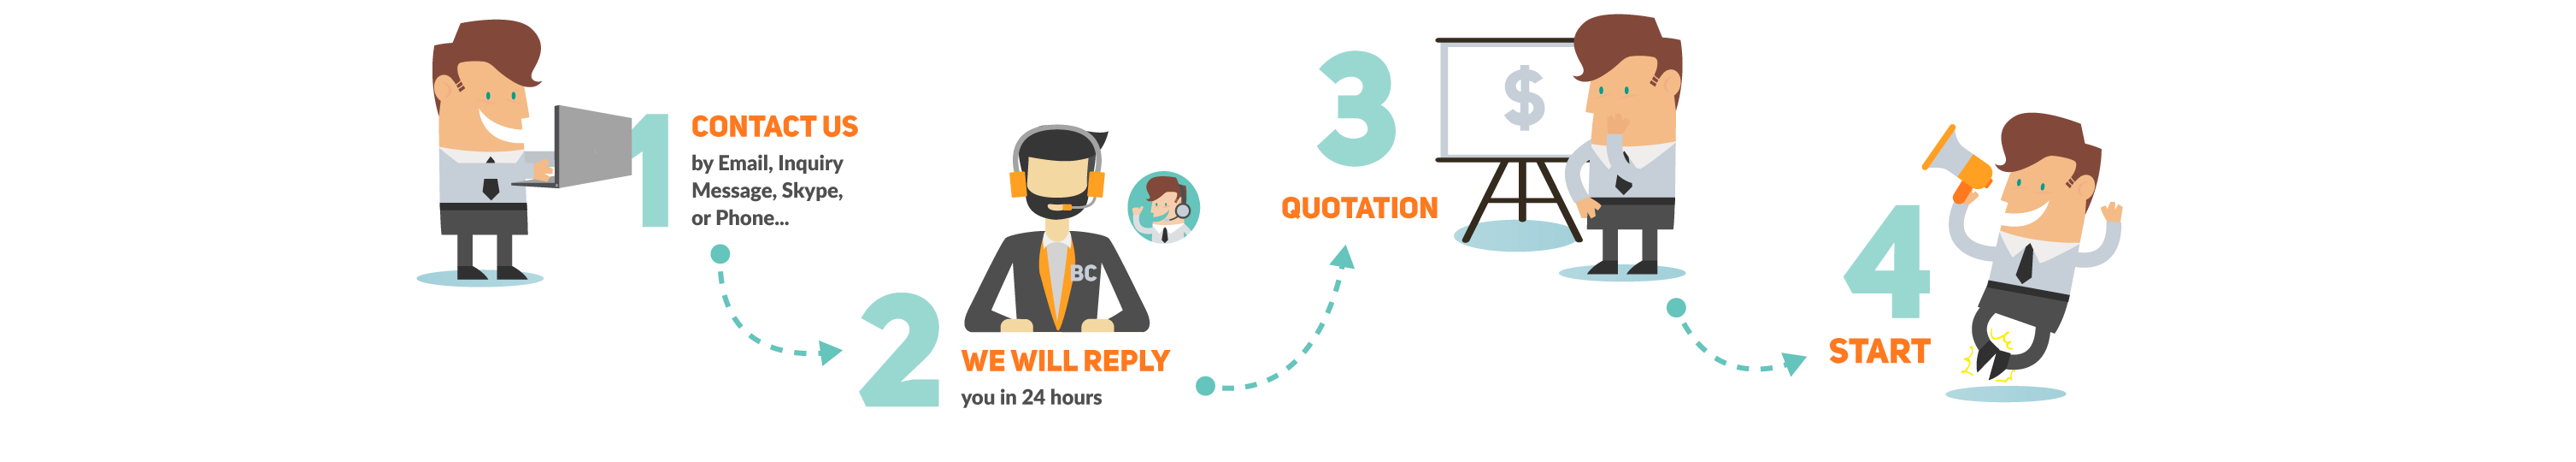 1
CONTACT US
by Email, Inquiry
Message, Skype,
or Phone...
BC
2
WE WILL REPLY
you in 24 hours
3
$
QUOTATION
4
START